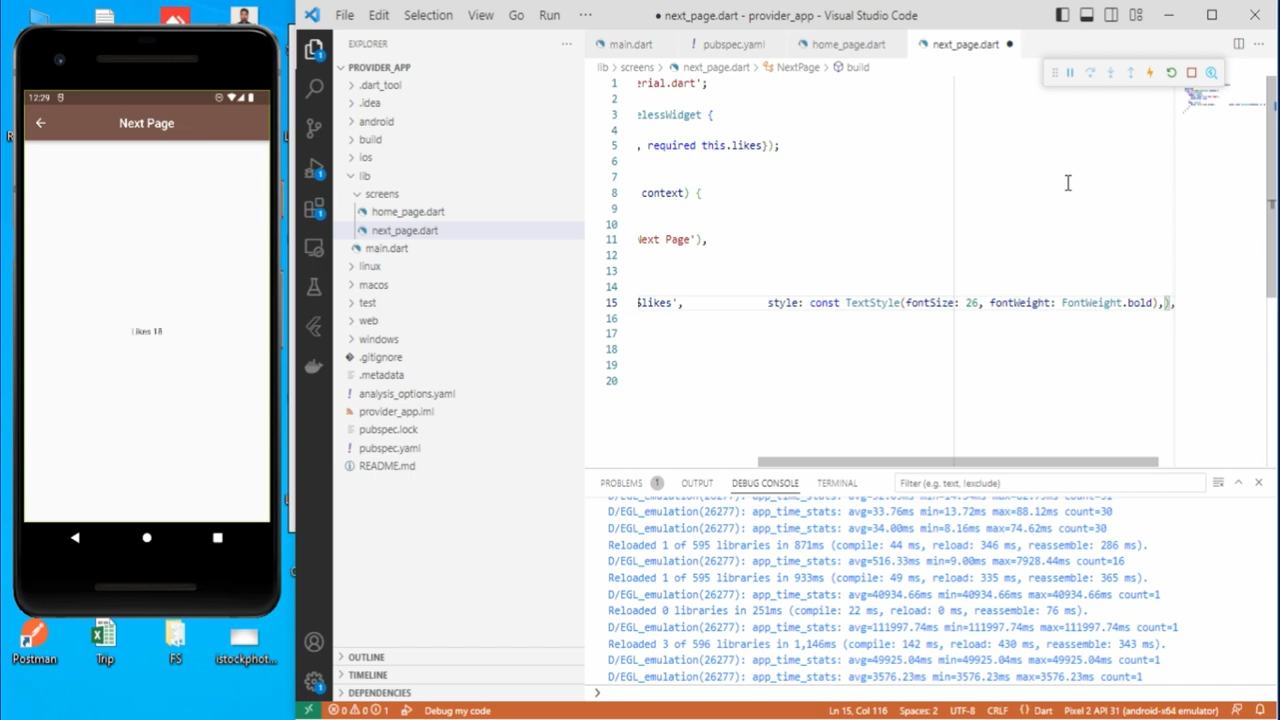 File Edit Selection View Go Run ···
● next_page.dart - provider_app - Visual Studio Code
EXPLORER
main.dart
! pubspec.yaml
home_page.dart
next_page.dart ●
lib > screens > next_page.dart > NextPage > build
PROVIDER_APP
.dart_tool
.idea
android
build
ios
lib
screens
home_page.dart
next_page.dart
main.dart
linux
macos
test
web
windows
.gitignore
.metadata
analysis_options.yaml
provider_app.iml
pubspec.lock
! pubspec.yaml
README.md
OUTLINE
TIMELINE
DEPENDENCIES
1 erial.dart';
2
3 elessWidget {
4
5 , required this.likes});
6
7
8 context) {
9
10
11 Next Page'),
12
13
14
15 $likes', style: const TextStyle(fontSize: 26, fontWeight: FontWeight.bold),),
16
17
18
19
20
PROBLEMS 1 OUTPUT DEBUG CONSOLE TERMINAL Filter (e.g. text, !exclude)
D/EGL_emulation(26277): app_time_stats: avg=33.76ms min=13.72ms max=88.12ms count=30
D/EGL_emulation(26277): app_time_stats: avg=34.00ms min=8.16ms max=74.62ms count=30
Reloaded 1 of 595 libraries in 871ms (compile: 44 ms, reload: 346 ms, reassemble: 286 ms).
D/EGL_emulation(26277): app_time_stats: avg=516.33ms min=9.00ms max=7928.44ms count=16
Reloaded 1 of 595 libraries in 933ms (compile: 49 ms, reload: 335 ms, reassemble: 365 ms).
D/EGL_emulation(26277): app_time_stats: avg=40934.66ms min=40934.66ms max=40934.66ms count=1
Reloaded 0 libraries in 251ms (compile: 22 ms, reload: 0 ms, reassemble: 76 ms).
D/EGL_emulation(26277): app_time_stats: avg=111997.74ms min=111997.74ms max=111997.74ms count=1
Reloaded 3 of 596 libraries in 1,146ms (compile: 142 ms, reload: 430 ms, reassemble: 343 ms).
D/EGL_emulation(26277): app_time_stats: avg=49925.04ms min=49925.04ms max=49925.04ms count=1
D/EGL_emulation(26277): app_time_stats: avg=3576.23ms min=3576.23ms max=3576.23ms count=1
0 0 1 Debug my code
Ln 15, Col 116 Spaces: 2 UTF-8 CRLF {} Dart Pixel 2 API 31 (android-x64 emulator)
12:29
Next Page
Likes 18
Postman
Trip
FS
istockphot...